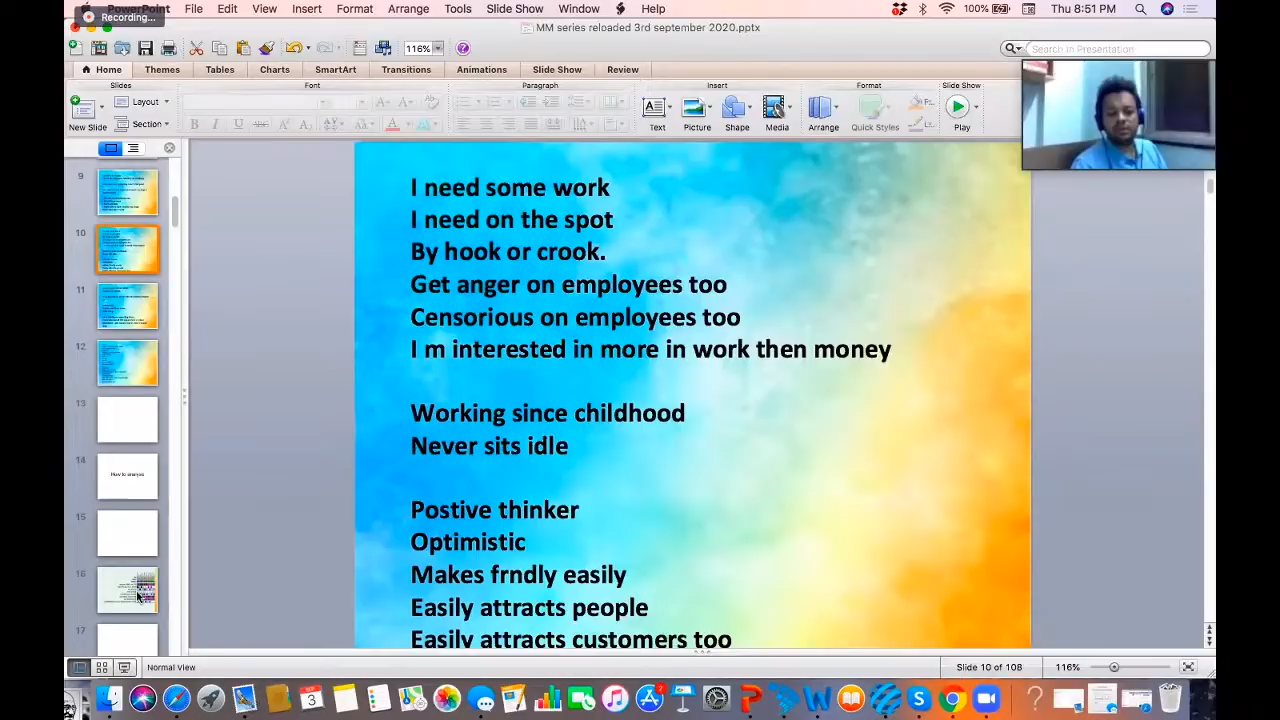 PowerPoint File Edit View Insert Format Arrange Tools Slide Show Window Help 100% Thu 8:51 PM
Recording...
MM series reloaded 3rd september 2020.pptx
116% Search in Presentation
Home Themes Tables Charts SmartArt Transitions Animations Slide Show Review
Slides Font Paragraph Insert Format Slide Show
New Slide Layout Section Text Picture Shape Media Arrange Quick Styles Play
B I U
9
10
11
12
13
14
How to analyse
15
16
17
I need some work
I need on the spot
By hook or crook.
Get anger on employees too
Censorious on employees too
I m interested in more in work then money
Working since childhood
Never sits idle
Postive thinker
Optimistic
Makes frndly easily
Easily attracts people
Easily attracts customers too
Normal View Slide 10 of 108 116%